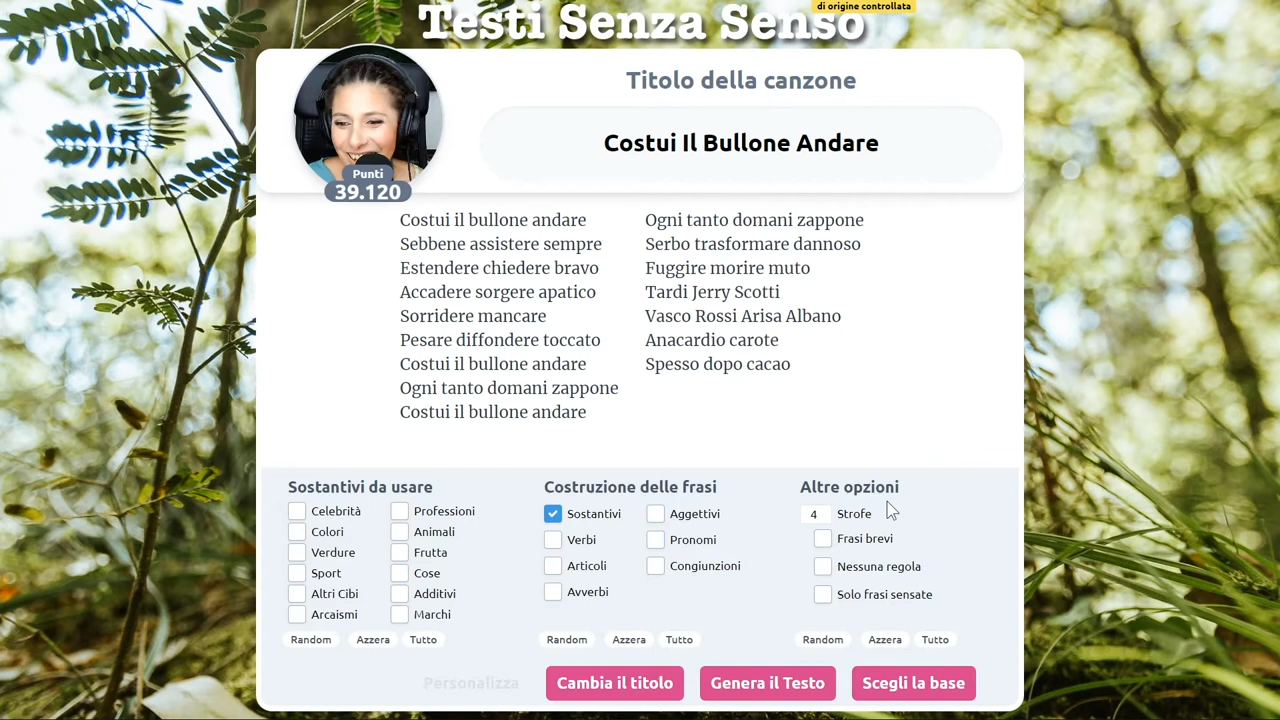 di origine controllata
Testi Senza Senso
Titolo della canzone
Costui Il Bullone Andare
Punti
39.120
Costui il bullone andare
Sebbene assistere sempre
Estendere chiedere bravo
Accadere sorgere apatico
Sorridere mancare
Pesare diffondere toccato
Costui il bullone andare
Ogni tanto domani zappone
Costui il bullone andare
Ogni tanto domani zappone
Serbo trasformare dannoso
Fuggire morire muto
Tardi Jerry Scotti
Vasco Rossi Arisa Albano
Anacardio carote
Spesso dopo cacao
Sostantivi da usare
Celebrità
Professioni
Colori
Animali
Verdure
Frutta
Sport
Cose
Altri Cibi
Additivi
Arcaismi
Marchi
Random
Azzera
Tutto
Costruzione delle frasi
Sostantivi
Aggettivi
Verbi
Pronomi
Articoli
Congiunzioni
Avverbi
Random
Azzera
Tutto
Altre opzioni
4 Strofe
Frasi brevi
Nessuna regola
Solo frasi sensate
Random
Azzera
Tutto
Personalizza
Cambia il titolo
Genera il Testo
Scegli la base